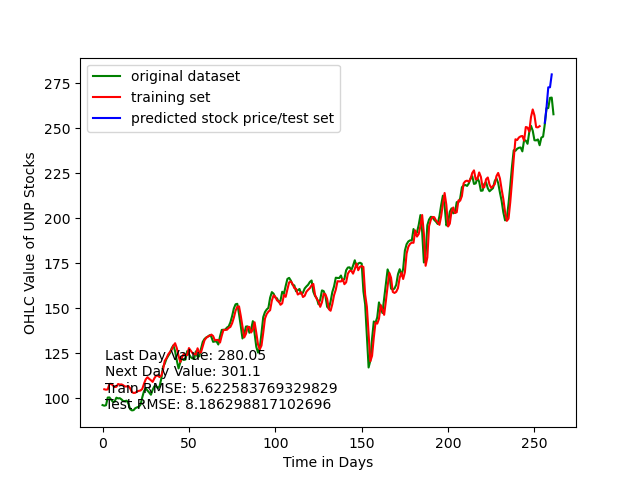 original dataset
training set
predicted stock price/test set
OHLC Value of UNP Stocks
275
250
225
200
175
150
125
100
Last Day Value: 280.05
Next Day Value: 301.1
Train RMSE: 5.622583769329829
Test RMSE: 8.186298817102696
0 50 100 150 200 250
Time in Days